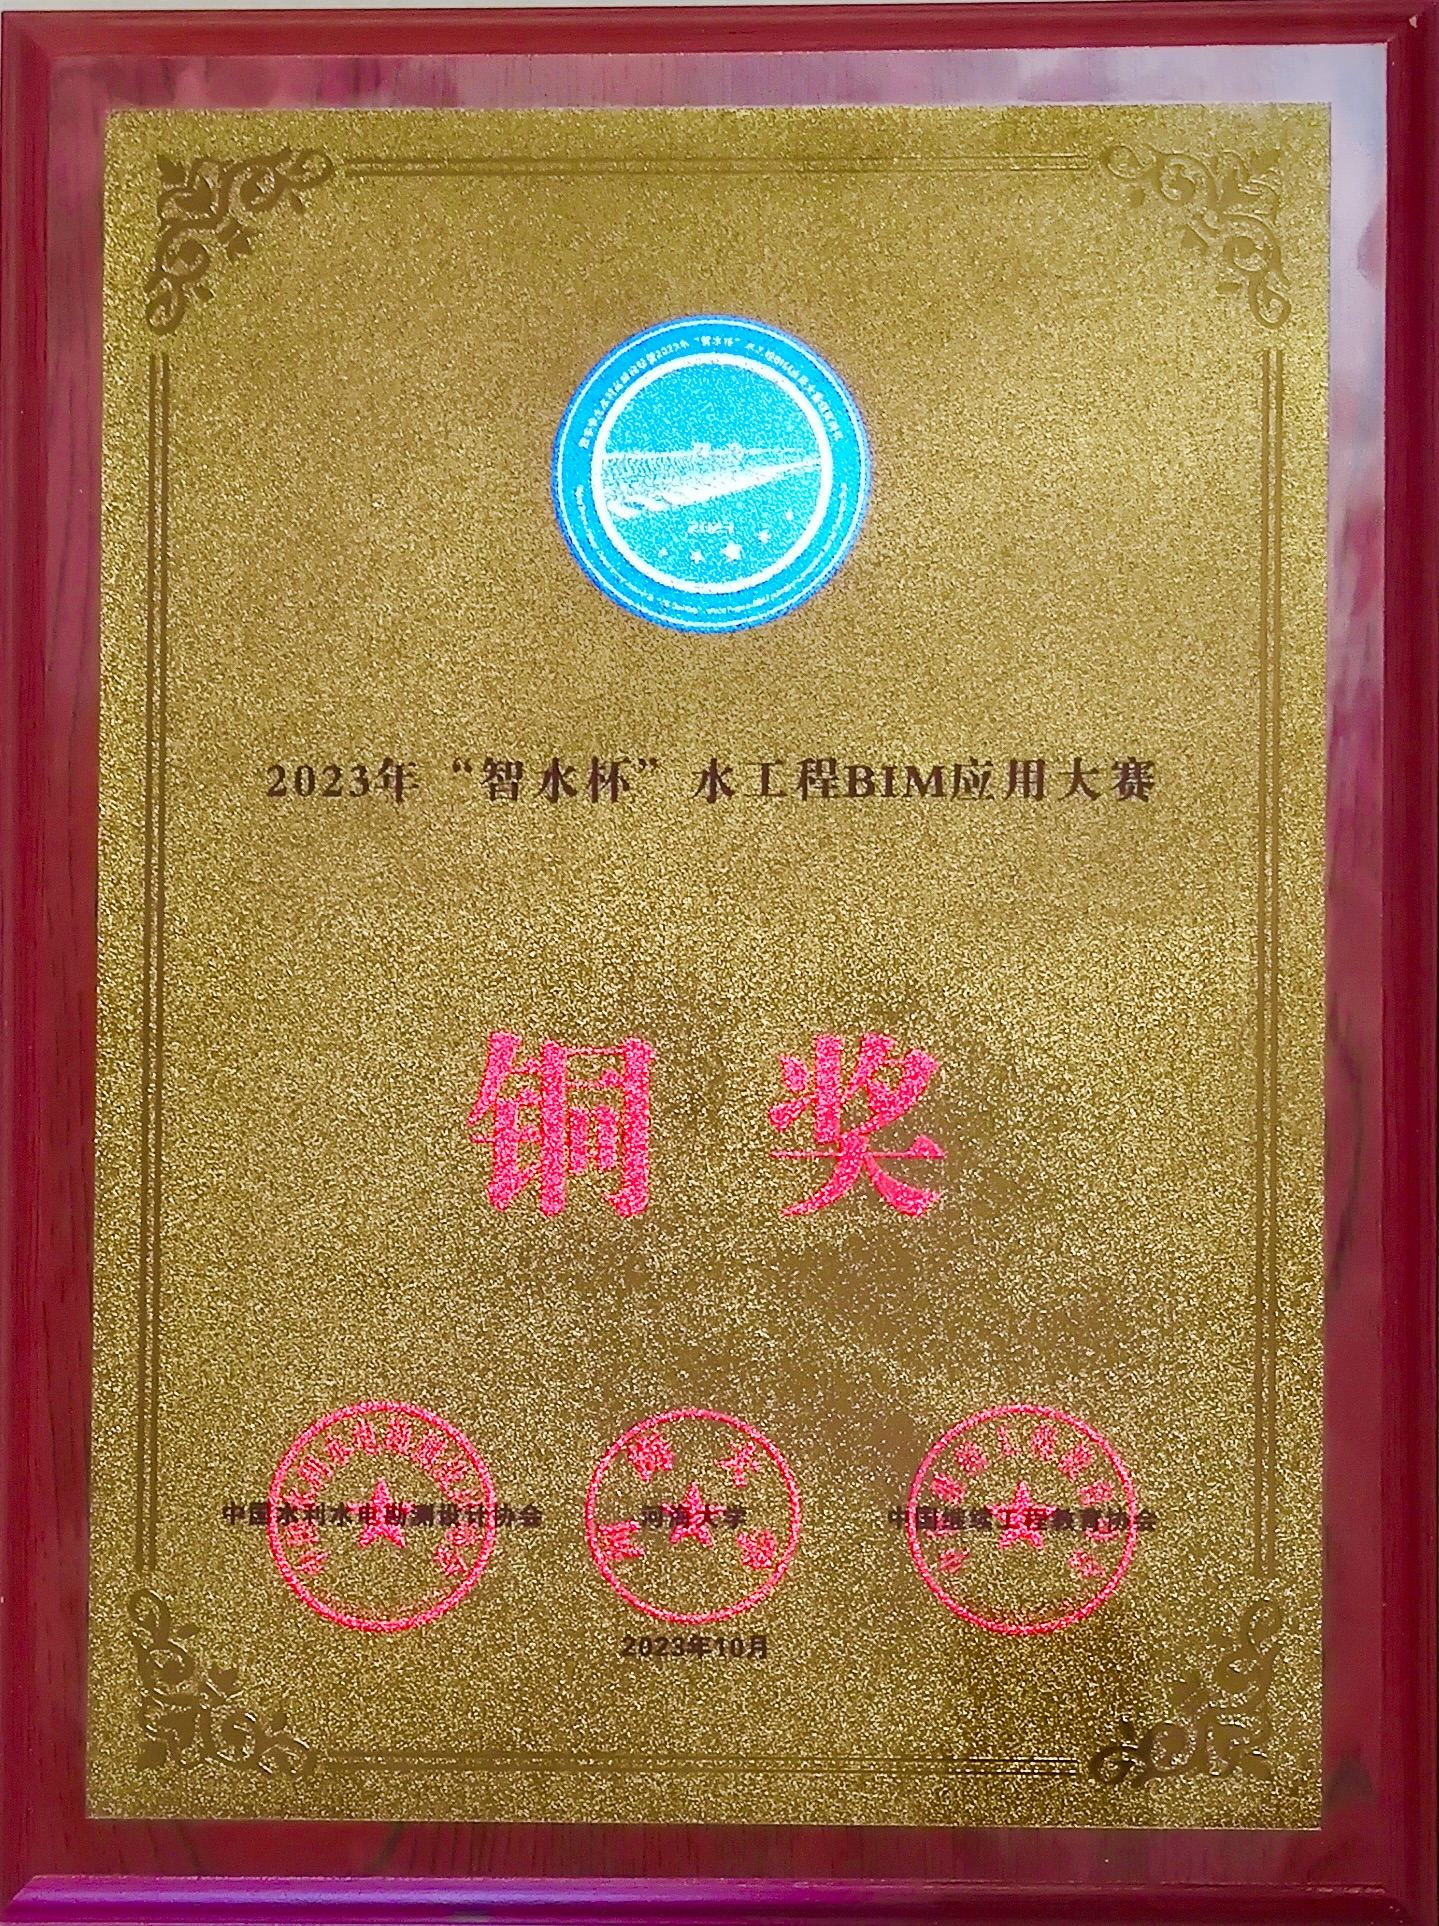 2023年“智水杯”水工程BIM应用大赛
铜奖
中国水利水电勘测设计协会 河海大学 中国继续工程教育协会
2023年10月